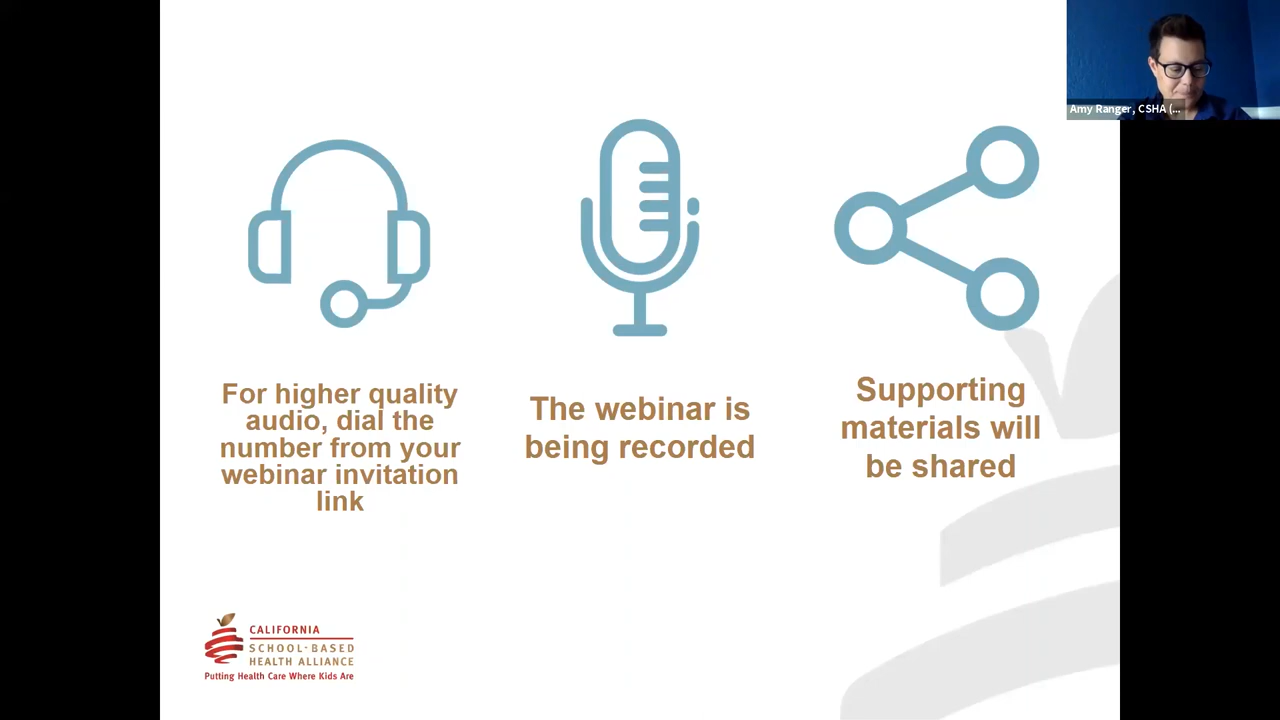 Amy Ranger, CSHA (...
For higher quality
audio, dial the
number from your
webinar invitation
link
The webinar is
being recorded
Supporting
materials will
be shared
CALIFORNIA
SCHOOL-BASED
HEALTH ALLIANCE
Putting Health Care Where Kids Are